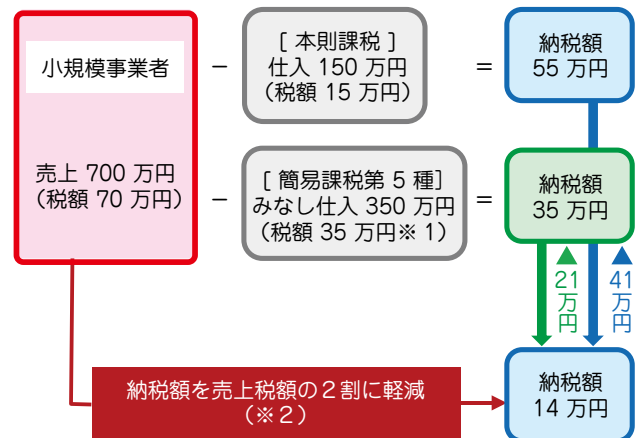 小規模事業者
売上 700 万円
（税額 70 万円）
−
［ 本則課税 ］
仕入 150 万円
（税額 15 万円）
=
納税額
55 万円
−
［ 簡易課税第 5 種］
みなし仕入 350 万円
（税額 35 万円※ 1）
=
納税額
35 万円
▲21万円
▲41万円
納税額を売上税額の２割に軽減
（※２）
納税額
14 万円